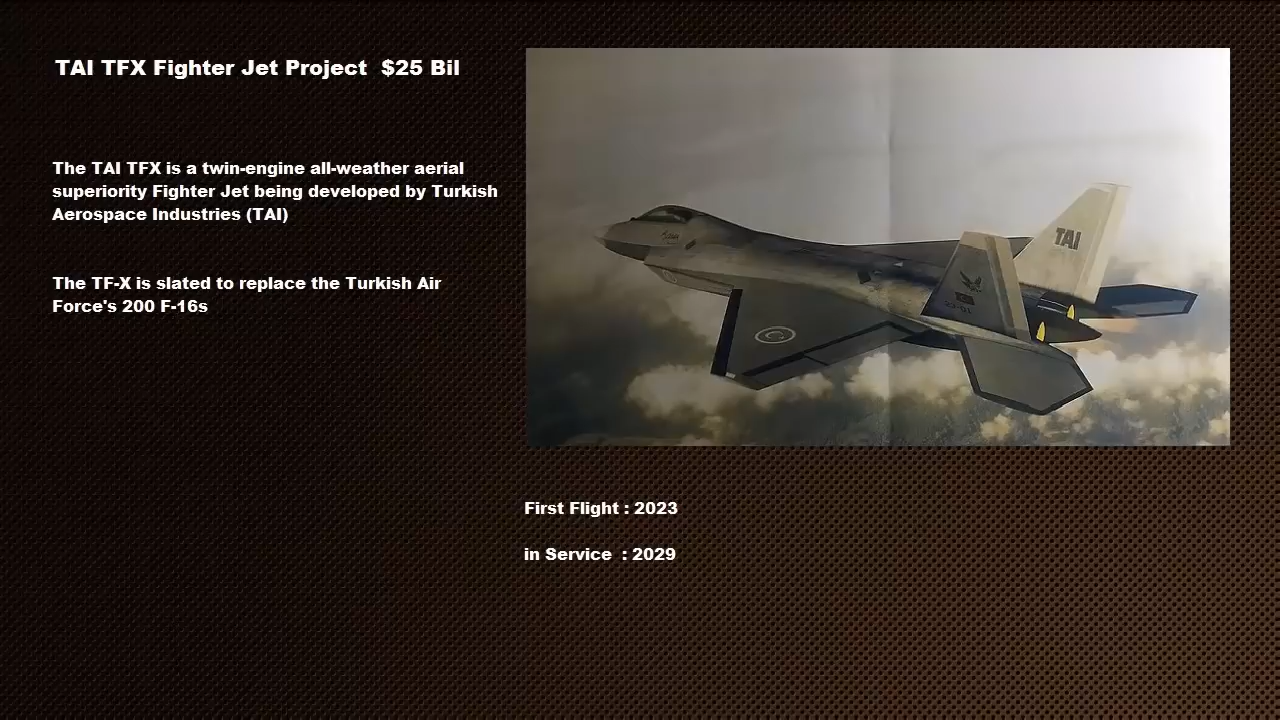 TAI TFX Fighter Jet Project  $25 Bil
The TAI TFX is a twin-engine all-weather aerial
superiority Fighter Jet being developed by Turkish
Aerospace Industries (TAI)
The TF-X is slated to replace the Turkish Air
Force's 200 F-16s
TAI
First Flight : 2023
in Service  : 2029